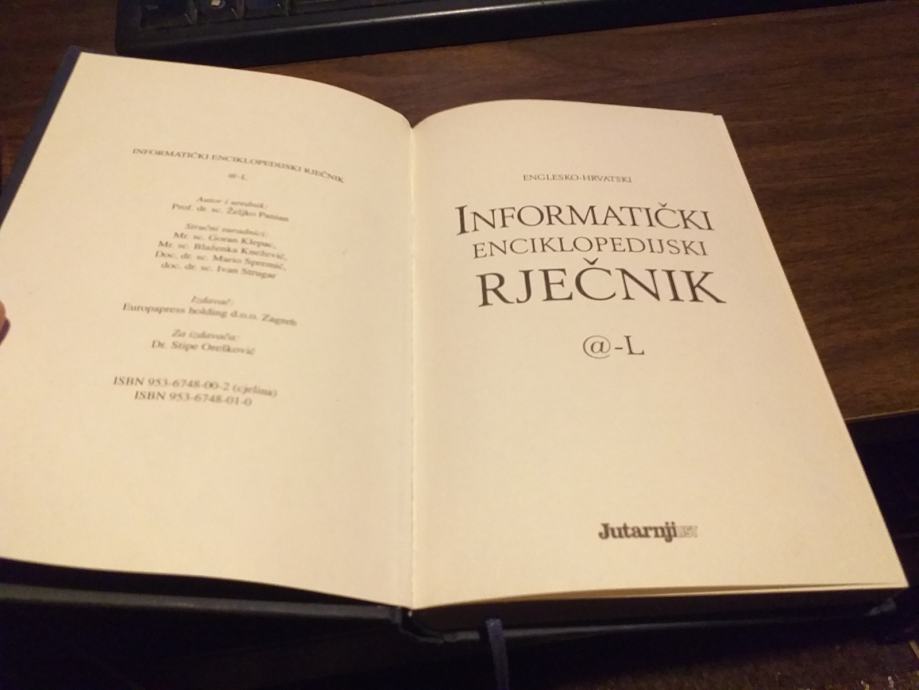 INFORMATIČKI ENCIKLOPEDIJSKI RJEČNIK
@-L
Autor i urednik:
Prof. dr. sc. Željko Panian
Stručni suradnici:
Mr. sc. Goran Klepac,
Mr. sc. Blaženka Knežević,
Doc. dr. sc. Mario Spremić,
doc. dr. sc. Ivan Strugar
Izdavač:
Europapress holding d.o.o. Zagreb
Za izdavača:
Dr. Stipe Orešković
ISBN 953-6748-00-2 (cjelina)
ISBN 953-6748-01-0
ENGLESKO-HRVATSKI
INFORMATIČKI
ENCIKLOPEDIJSKI
RJEČNIK
@-L
Jutarnji LIST